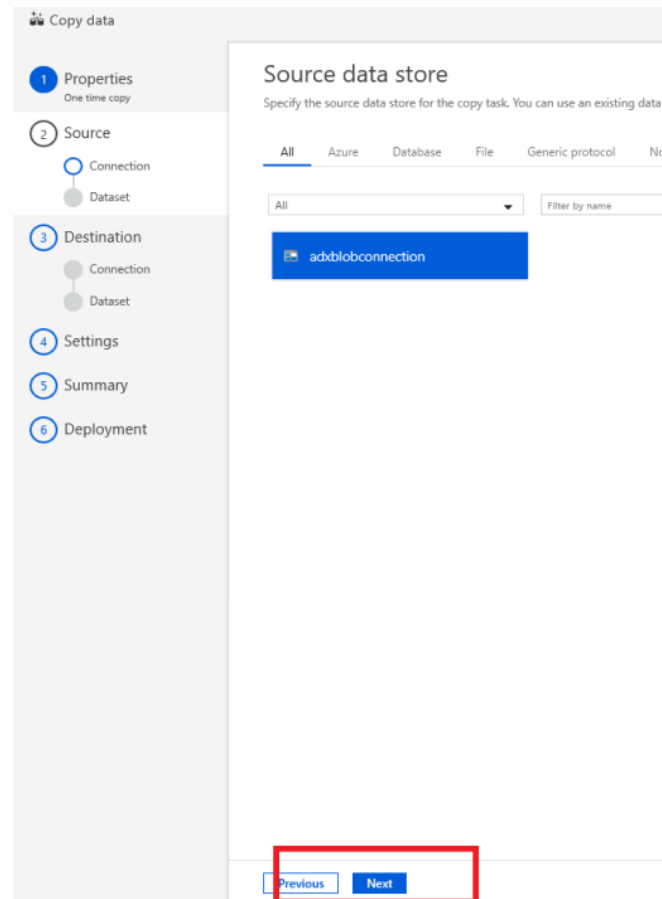 Copy data
1
Properties
One time copy
2
Source
Connection
Dataset
3
Destination
Connection
Dataset
4
Settings
5
Summary
6
Deployment
Source data store
Specify the source data store for the copy task. You can use an existing data
All Azure Database File Generic protocol No
All
Filter by name
adxblobconnection
Previous Next